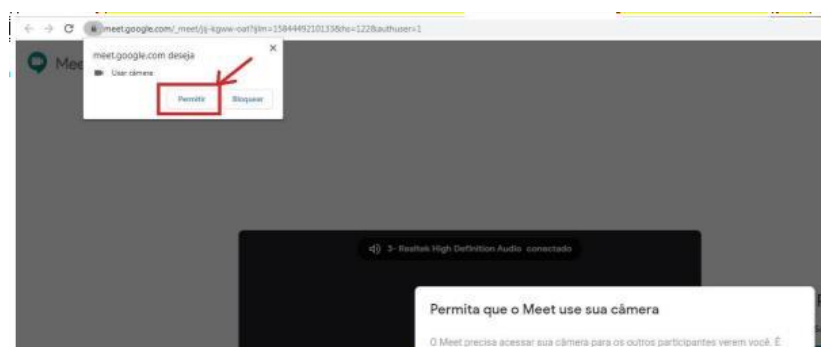 meet.google.com/_meet/jij-kgww-oat?ijlm=1584449210133&hs=122&authuser=1
Mee
meet.google.com deseja
Usar câmera
Permitir
Bloquear
3- Realtek High Definition Audio conectado
Permita que o Meet use sua câmera
O Meet precisa acessar sua câmera para os outros participantes verem você. É